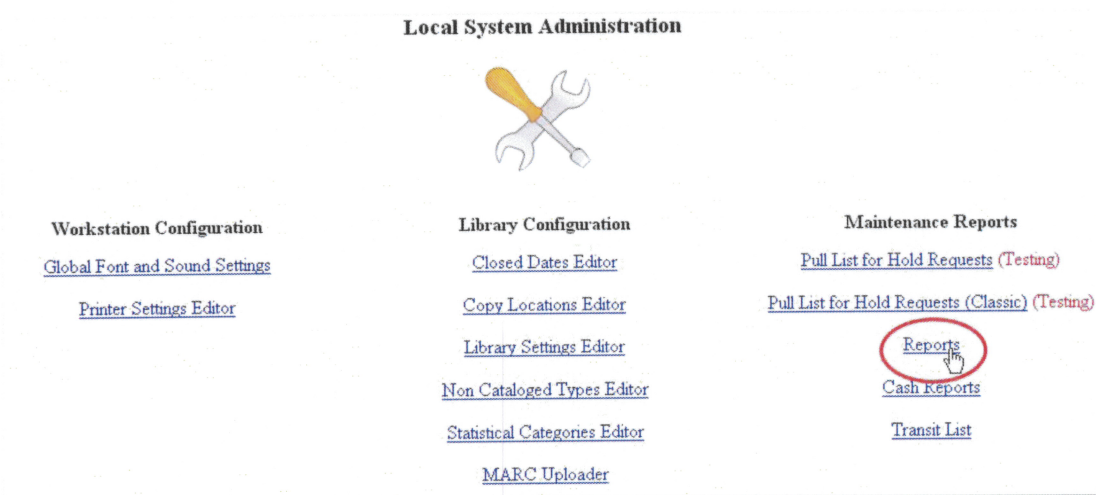 Local System Administration
Workstation Configuration
Global Font and Sound Settings
Printer Settings Editor
Library Configuration
Closed Dates Editor
Copy Locations Editor
Library Settings Editor
Non Cataloged Types Editor
Statistical Categories Editor
MARC Uploader
Maintenance Reports
Pull List for Hold Requests (Testing)
Pull List for Hold Requests (Classic) (Testing)
Reports
Cash Reports
Transit List